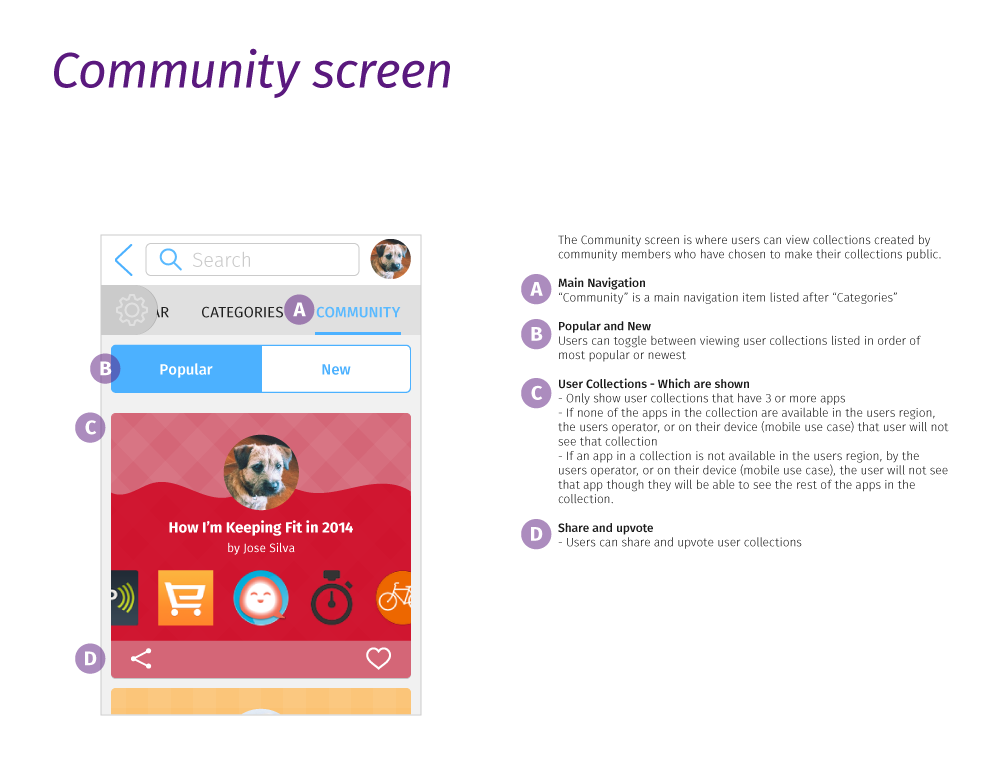 Community screen
Search
AR CATEGORIES A COMMUNITY
B Popular New
C
How I’m Keeping Fit in 2014
by Jose Silva
P
D
The Community screen is where users can view collections created by
community members who have chosen to make their collections public.
A Main Navigation
“Community” is a main navigation item listed after “Categories”
B Popular and New
Users can toggle between viewing user collections listed in order of
most popular or newest
C User Collections - Which are shown
- Only show user collections that have 3 or more apps
- If none of the apps in the collection are available in the users region,
the users operator, or on their device (mobile use case) that user will not
see that collection
- If an app in a collection is not available in the users region, by the
users operator, or on their device (mobile use case), the user will not see
that app though they will be able to see the rest of the apps in the
collection.
D Share and upvote
- Users can share and upvote user collections